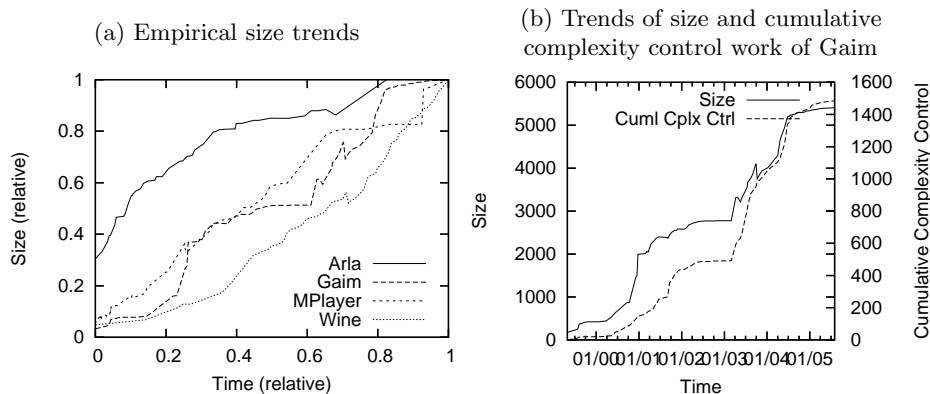 (a) Empirical size trends
1
0.8
0.6
0.4
0.2
0
Size (relative)
Arla
Gaim
MPlayer
Wine
0 0.2 0.4 0.6 0.8 1
Time (relative)
(b) Trends of size and cumulative
complexity control work of Gaim
6000
5000
4000
3000
2000
1000
0
Size
Size
Cuml Cplx Ctrl
1600
1400
1200
1000
800
600
400
200
0
Cumulative Complexity Control
01/00 01/01 01/02 01/03 01/04 01/05
Time